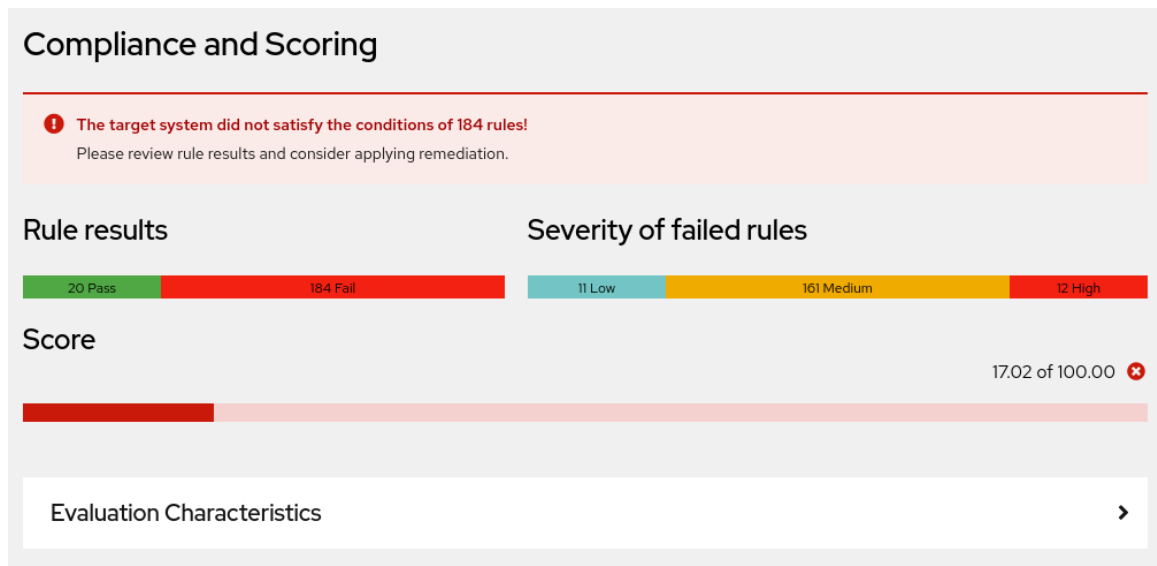 Compliance and Scoring
The target system did not satisfy the conditions of 184 rules!
Please review rule results and consider applying remediation.
Rule results
20 Pass
184 Fail
Severity of failed rules
11 Low
161 Medium
12 High
Score
17.02 of 100.00
Evaluation Characteristics